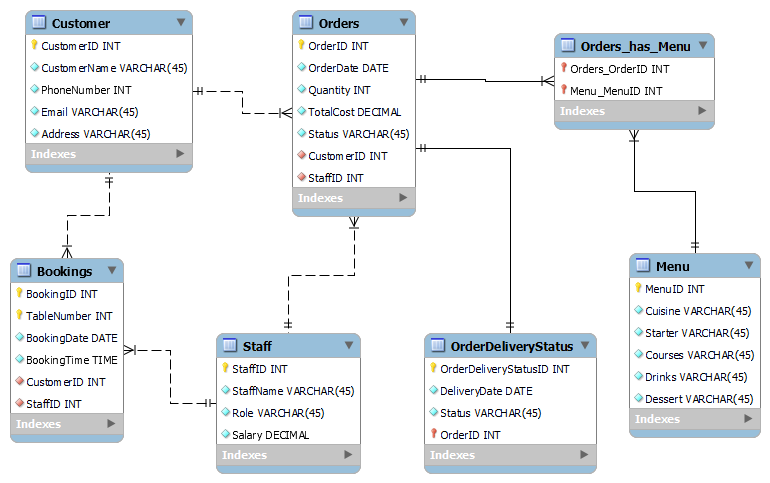 Customer
CustomerID INT
CustomerName VARCHAR(45)
PhoneNumber INT
Email VARCHAR(45)
Address VARCHAR(45)
Indexes
Orders
OrderID INT
OrderDate DATE
Quantity INT
TotalCost DECIMAL
Status VARCHAR(45)
CustomerID INT
StaffID INT
Indexes
Orders_has_Menu
Orders_OrderID INT
Menu_MenuID INT
Indexes
Bookings
BookingID INT
TableNumber INT
BookingDate DATE
BookingTime TIME
CustomerID INT
StaffID INT
Indexes
Staff
StaffID INT
StaffName VARCHAR(45)
Role VARCHAR(45)
Salary DECIMAL
Indexes
OrderDeliveryStatus
OrderDeliveryStatusID INT
DeliveryDate DATE
Status VARCHAR(45)
OrderID INT
Indexes
Menu
MenuID INT
Cuisine VARCHAR(45)
Starter VARCHAR(45)
Courses VARCHAR(45)
Drinks VARCHAR(45)
Dessert VARCHAR(45)
Indexes